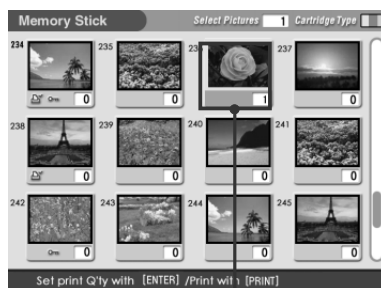 Memory Stick Select Pictures 1 Cartridge Type
234 235 237
0 0 1 0
238 239 240 241
0 0 0 0
242 243 244 245
0 0 0 0
Set print Q'ty with [ENTER] /Print with [PRINT]